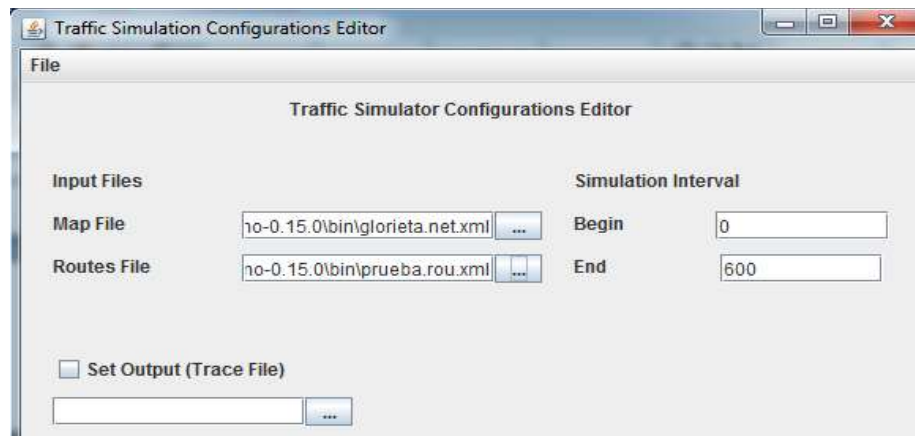 Traffic Simulation Configurations Editor
File
Traffic Simulator Configurations Editor
Input Files
Simulation Interval
Map File
no-0.15.0\bin\glorieta.net.xml
...
Begin
0
Routes File
no-0.15.0\bin\prueba.rou.xml
...
End
600
Set Output (Trace File)
...